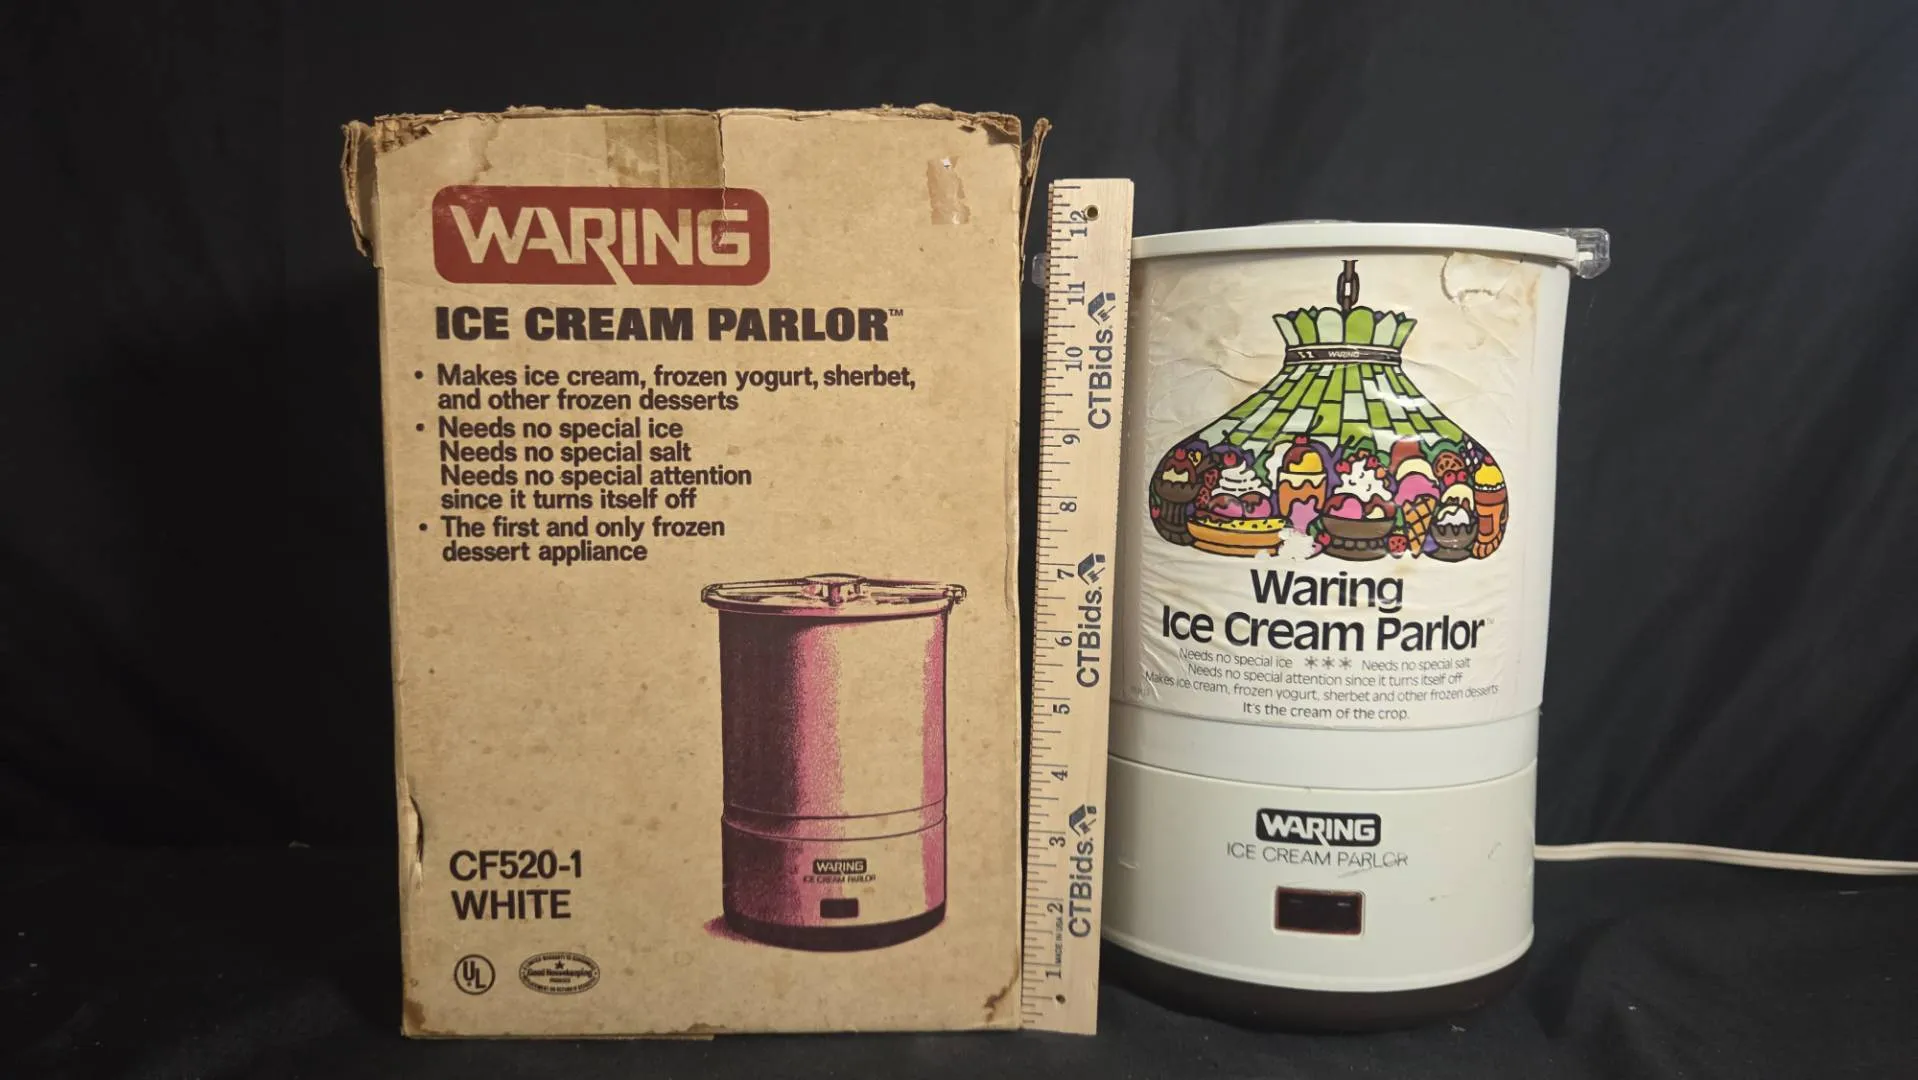 WARING
ICE CREAM PARLOR™
• Makes ice cream, frozen yogurt, sherbet,
and other frozen desserts
• Needs no special ice
Needs no special salt
Needs no special attention
since it turns itself off
• The first and only frozen
dessert appliance
WARING
ICE CREAM PARLOR
CF520-1
WHITE
UL
Good Housekeeping
PROMISES
12
11
10
9
8
7
6
5
4
3
2
1
MADE IN USA
CTBids.
CTBids.
CTBids.
WARING
Waring
Ice Cream Parlor™
Needs no special ice *** Needs no special salt
Needs no special attention since it turns itself off
Makes ice cream, frozen yogurt, sherbet and other frozen desserts
It's the cream of the crop.
WARING
ICE CREAM PARLOR